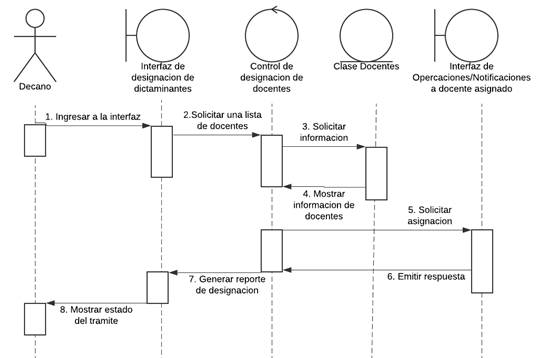 Decano
Interfaz de
designacion de
dictaminantes
Control de
designacion de
docentes
Clase Docentes
Interfaz de
Opercaciones/Notificaciones
a docente asignado
1. Ingresar a la interfaz
2.Solicitar una lista
de docentes
3. Solicitar
informacion
4. Mostrar
informacion de
docentes
5. Solicitar
asignacion
6. Emitir respuesta
7. Generar reporte
de designacion
8. Mostrar estado
del tramite